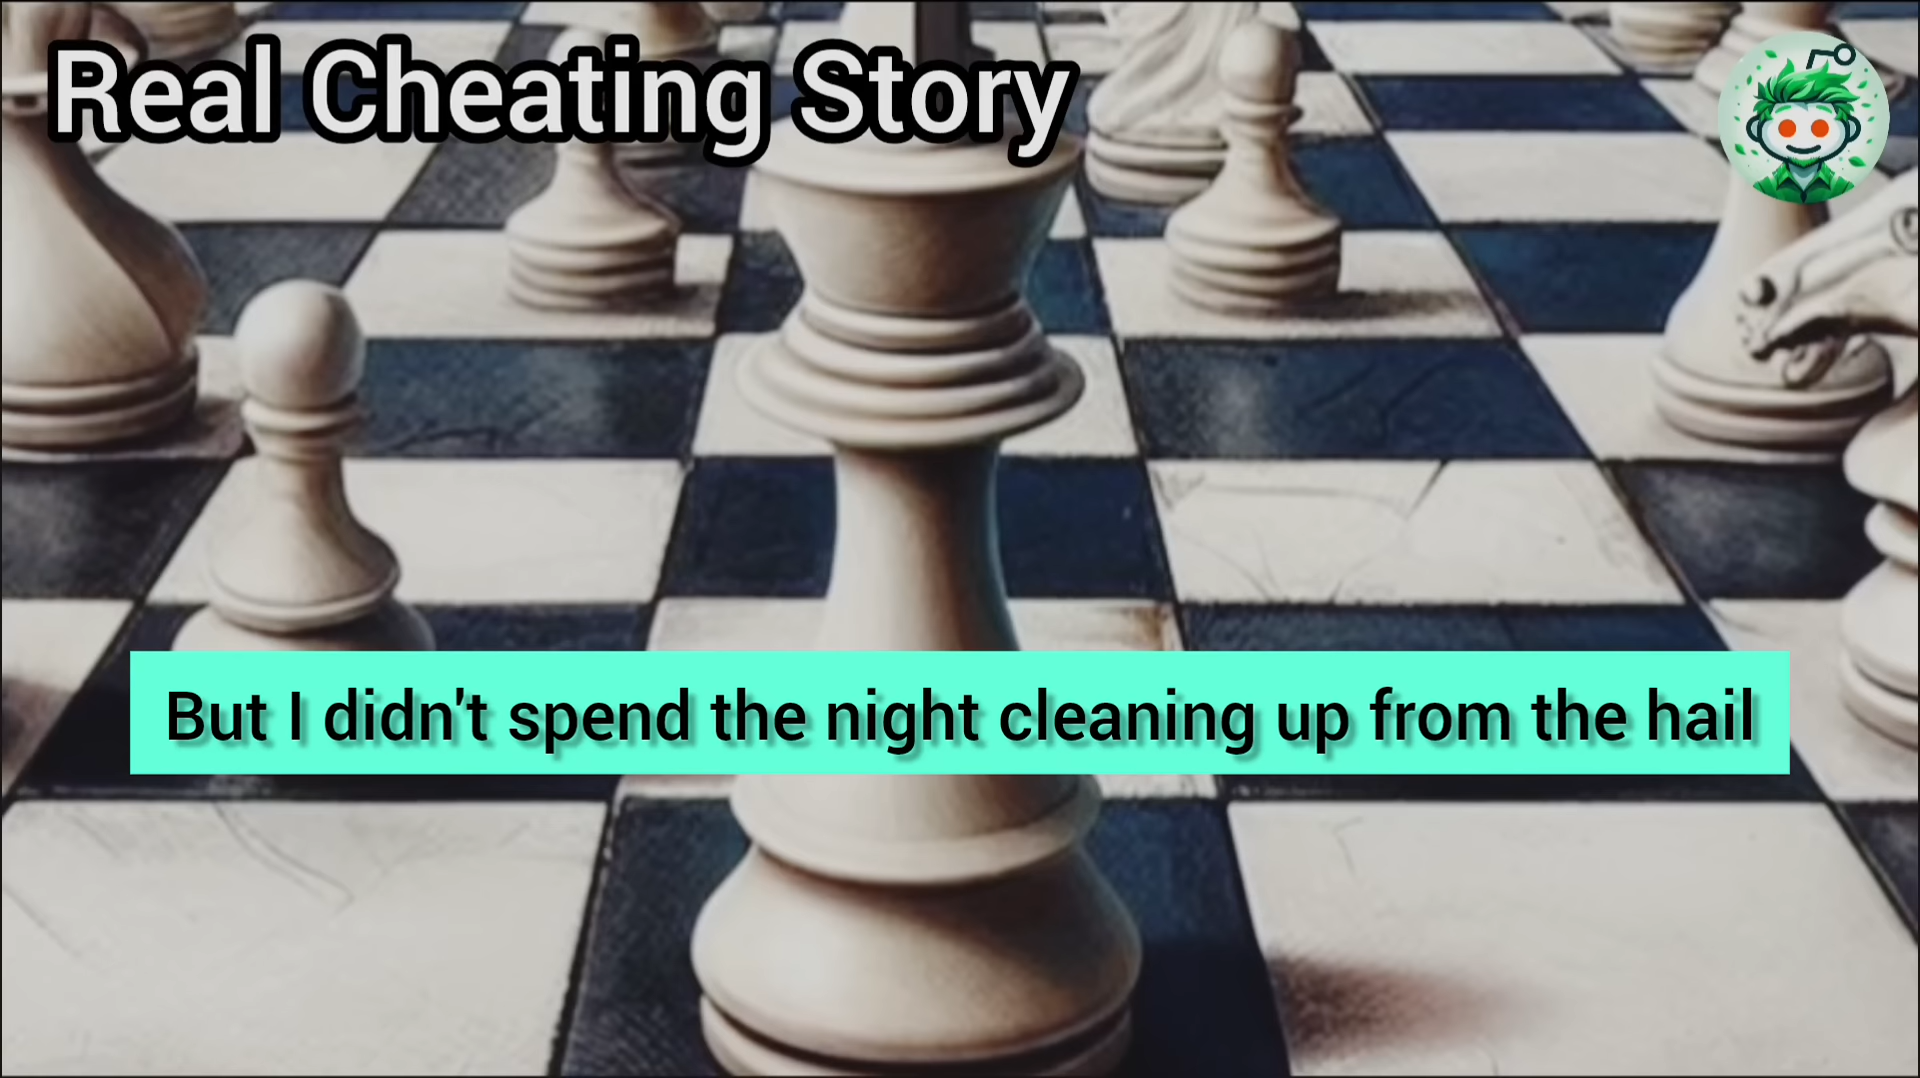 Real Cheating Story
But I didn't spend the night cleaning up from the hail